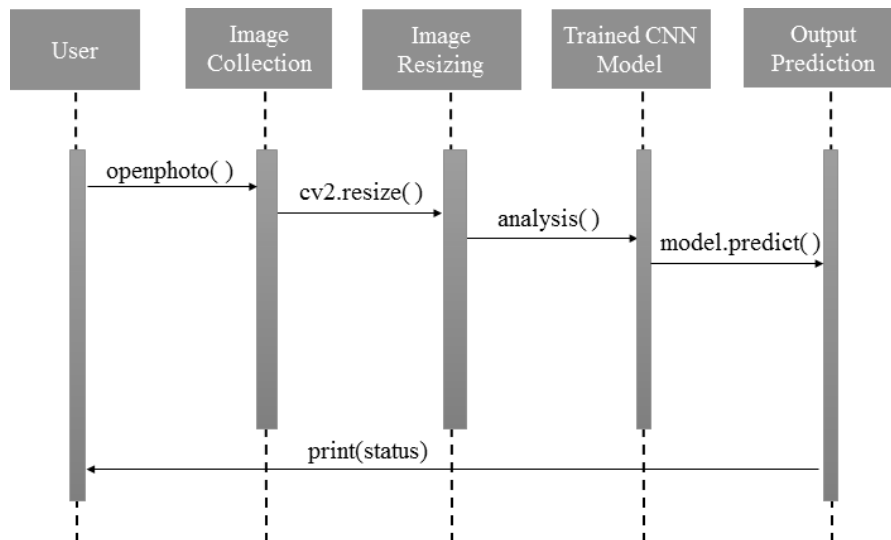 User
Image
Collection
Image
Resizing
Trained CNN
Model
Output
Prediction
openphoto( )
cv2.resize()
analysis( )
model.predict( )
print(status)